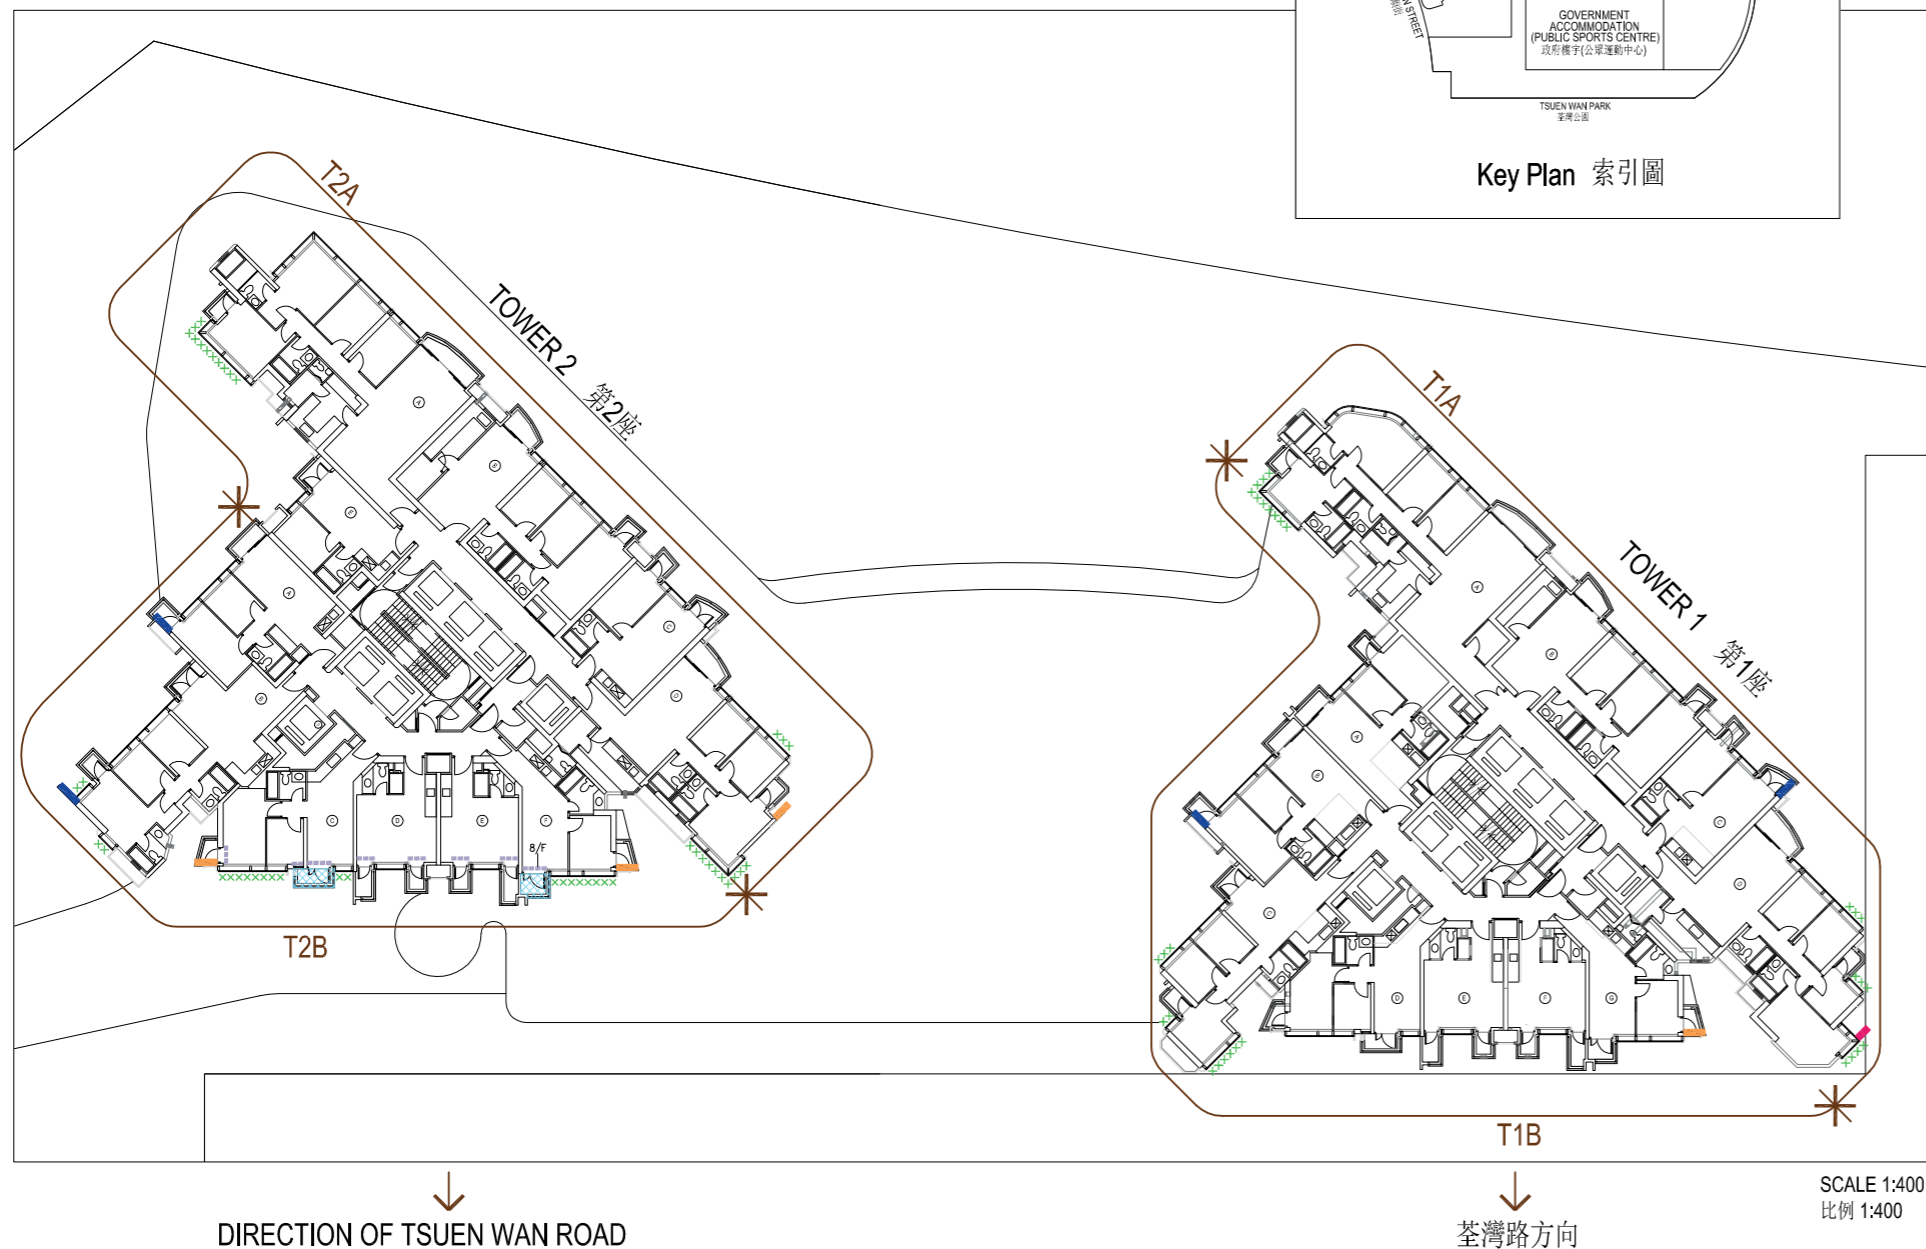 N STREET
GOVERNMENT
ACCOMMODATION
(PUBLIC SPORTS CENTRE)
政府樓宇(公眾運動中心)
TSUEN WAN PARK
荃灣公園
Key Plan 索引圖
T2A
TOWER 2 第2座
A
B
E
A
C
D
B
C
D
E
F
8/F
T2B
T1A
TOWER 1 第1座
A
B
A
B
C
D
C
D
E
F
G
T1B
DIRECTION OF TSUEN WAN ROAD
荃灣路方向
SCALE 1:400
比例 1:400